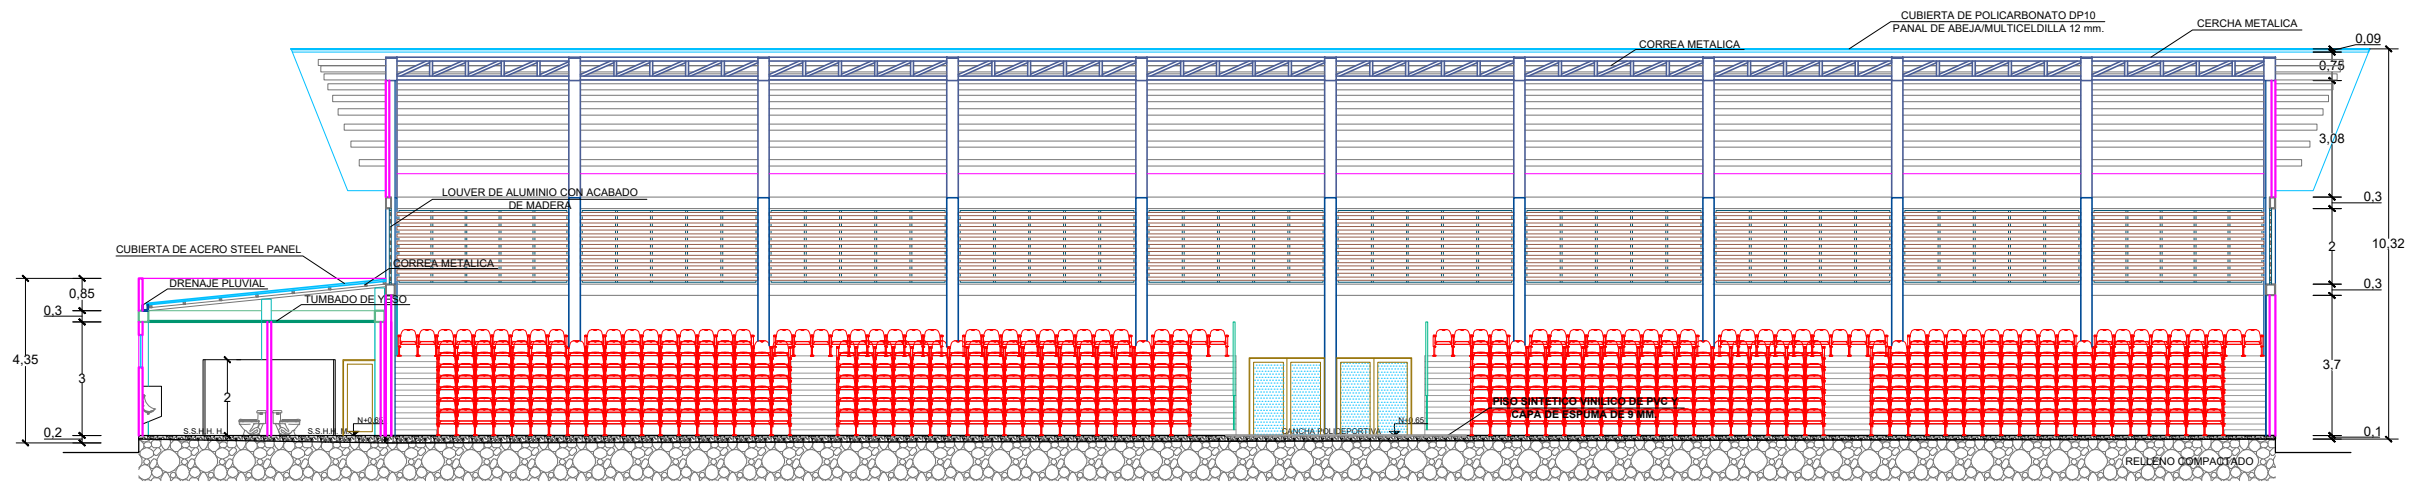 CUBIERTA DE POLICARBONATO DP10
PANAL DE ABEJA/MULTICELDILLA 12 mm.
CERCHA METALICA
CORREA METALICA
0,09
0,75
3,08
LOUVER DE ALUMINIO CON ACABADO
DE MADERA
0,3
2
10,32
0,3
3,7
0,1
CUBIERTA DE ACERO STEEL PANEL
CORREA METALICA
DRENAJE PLUVIAL
TUMBADO DE YESO
0,85
0,3
4,35
3
2
0,2
S.S.H.H. H.
S.S.H.H. M.
N+0.65
PISO SINTETICO VINILICO DE PVC Y
CAPA DE ESPUMA DE 9 MM.
N+0.65
CANCHA POLIDEPORTIVA
RELLENO COMPACTADO